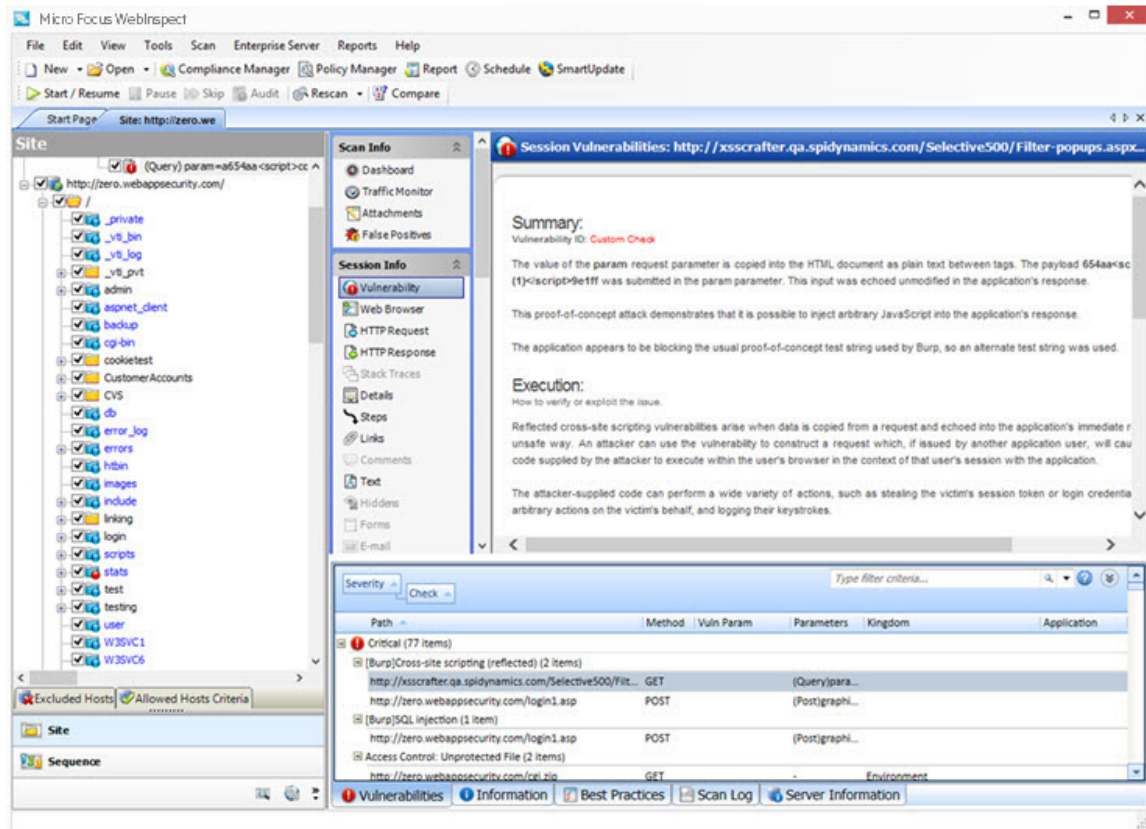 Micro Focus WebInspect
File Edit View Tools Scan Enterprise Server Reports Help
New Open Compliance Manager Policy Manager Report Schedule SmartUpdate
Start / Resume Pause Skip Audit Rescan Compare
Start Page Site: http://zero.we
Site
(Query) param=a654aa<script>cc
http://zero.webappsecurity.com/
/
_private
_vti_bin
_vti_log
_vti_pvt
admin
aspnet_client
backup
cgi-bin
cookietest
CustomerAccounts
CVS
db
error_log
errors
htbin
images
include
linking
login
scripts
stats
test
testing
user
W3SVC1
W3SVC6
Excluded Hosts Allowed Hosts Criteria
Site
Sequence
Scan Info
Dashboard
Traffic Monitor
Attachments
False Positives
Session Info
Vulnerability
Web Browser
HTTP Request
HTTP Response
Stack Traces
Details
Steps
Links
Comments
Text
Hiddens
Forms
E-mail
Session Vulnerabilities: http://xsscrafter.qa.spidynamics.com/Selective500/Filter-popups.aspx...
Summary:
Vulnerability ID: Custom Check
The value of the param request parameter is copied into the HTML document as plain text between tags. The payload 654aa<sc
(1)</script>9e1ff was submitted in the param parameter. This input was echoed unmodified in the application's response.
This proof-of-concept attack demonstrates that it is possible to inject arbitrary JavaScript into the application's response.
The application appears to be blocking the usual proof-of-concept test string used by Burp, so an alternate test string was used.
Execution:
How to verify or exploit the issue.
Reflected cross-site scripting vulnerabilities arise when data is copied from a request and echoed into the application's immediate r
unsafe way. An attacker can use the vulnerability to construct a request which, if issued by another application user, will cau
code supplied by the attacker to execute within the user's browser in the context of that user's session with the application.
The attacker-supplied code can perform a wide variety of actions, such as stealing the victim's session token or login credentia
arbitrary actions on the victim's behalf, and logging their keystrokes.
Severity
Check
Type filter criteria...
Path Method Vuln Param Parameters Kingdom Application
Critical (77 items)
[Burp]Cross-site scripting (reflected) (2 items)
http://xsscrafter.qa.spidynamics.com/Selective500/Filt... GET (Query)para...
http://zero.webappsecurity.com/login1.asp POST (Post)graphi...
[Burp]SQL injection (1 item)
http://zero.webappsecurity.com/login1.asp POST (Post)graphi...
Access Control: Unprotected File (2 items)
http://zero.webappsecurity.com/cgi.zip GET - Environment
Vulnerabilities Information Best Practices Scan Log Server Information